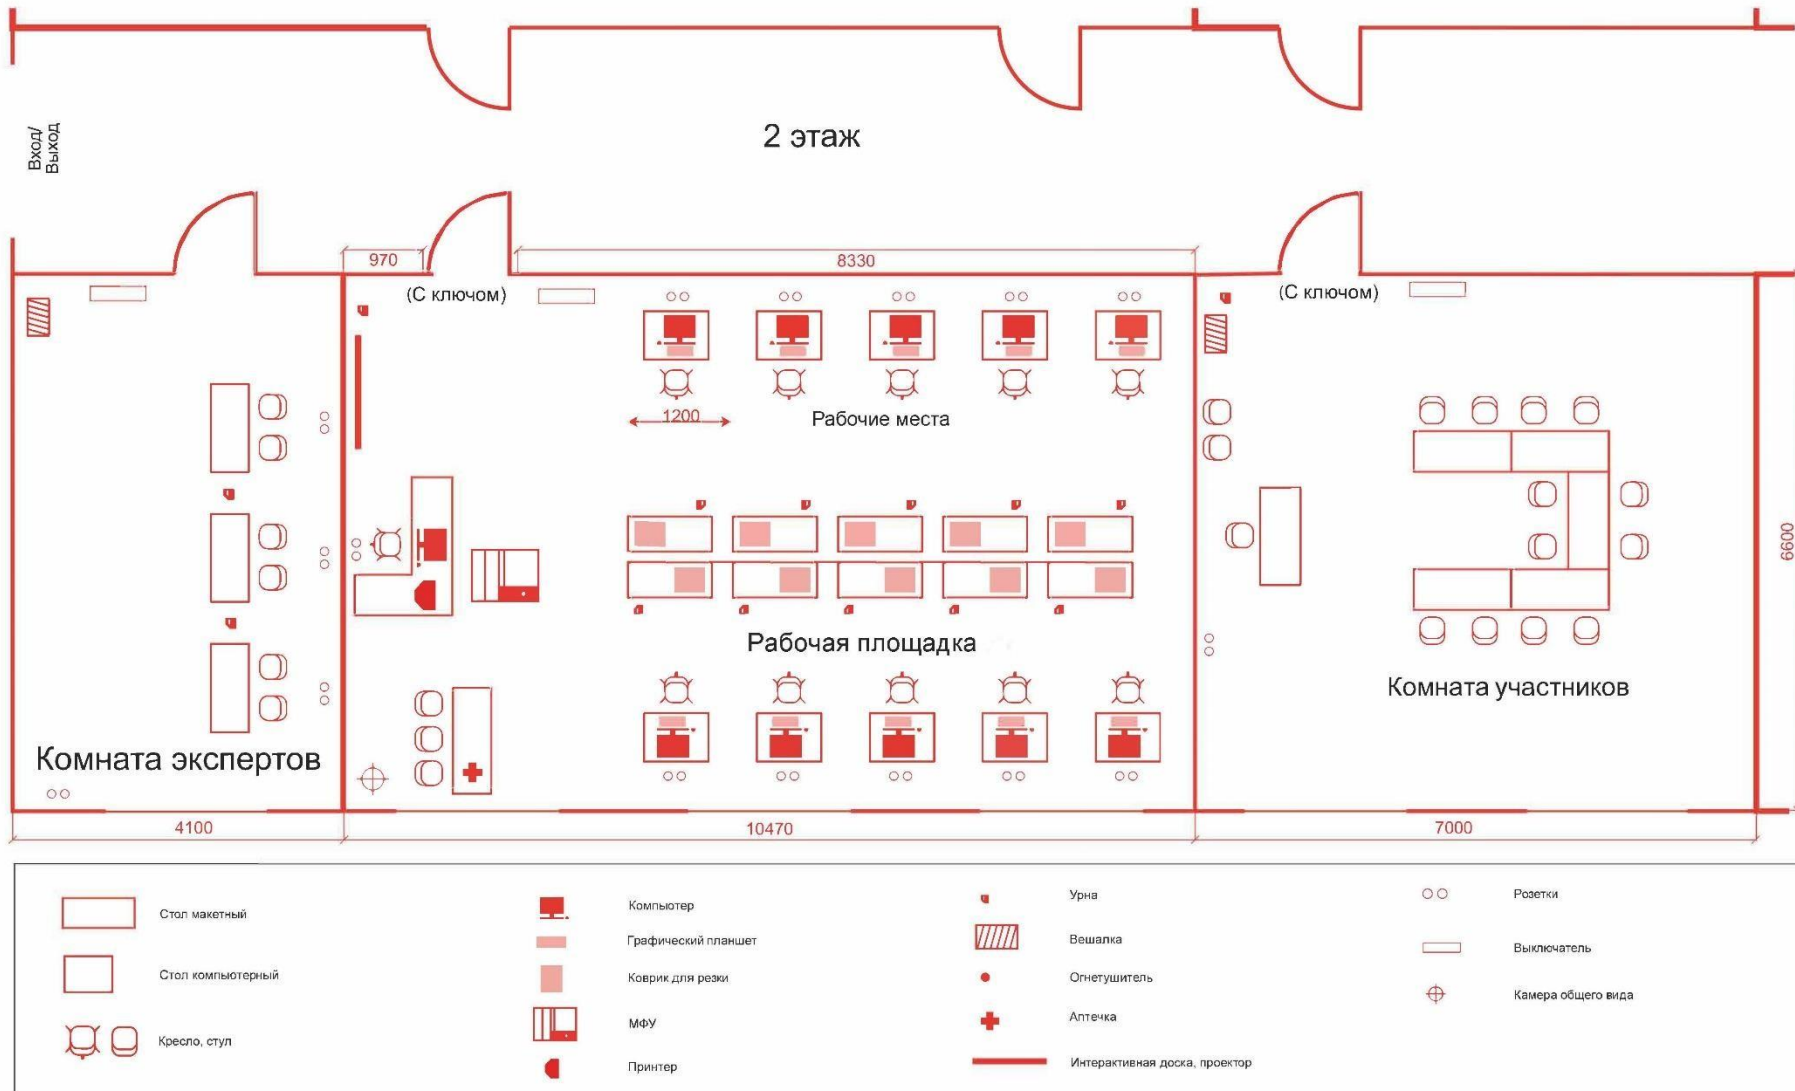 Вход/
Выход
2 этаж
970
8330
(С ключом)
(С ключом)
1200
Рабочие места
6600
Рабочая площадка
Комната участников
Комната экспертов
4100
10470
7000
Стол макетный
Стол компьютерный
Кресло, стул
Компьютер
Графический планшет
Коврик для резки
МФУ
Принтер
Урна
Вешалка
Огнетушитель
Аптечка
Интерактивная доска, проектор
Розетки
Выключатель
Камера общего вида